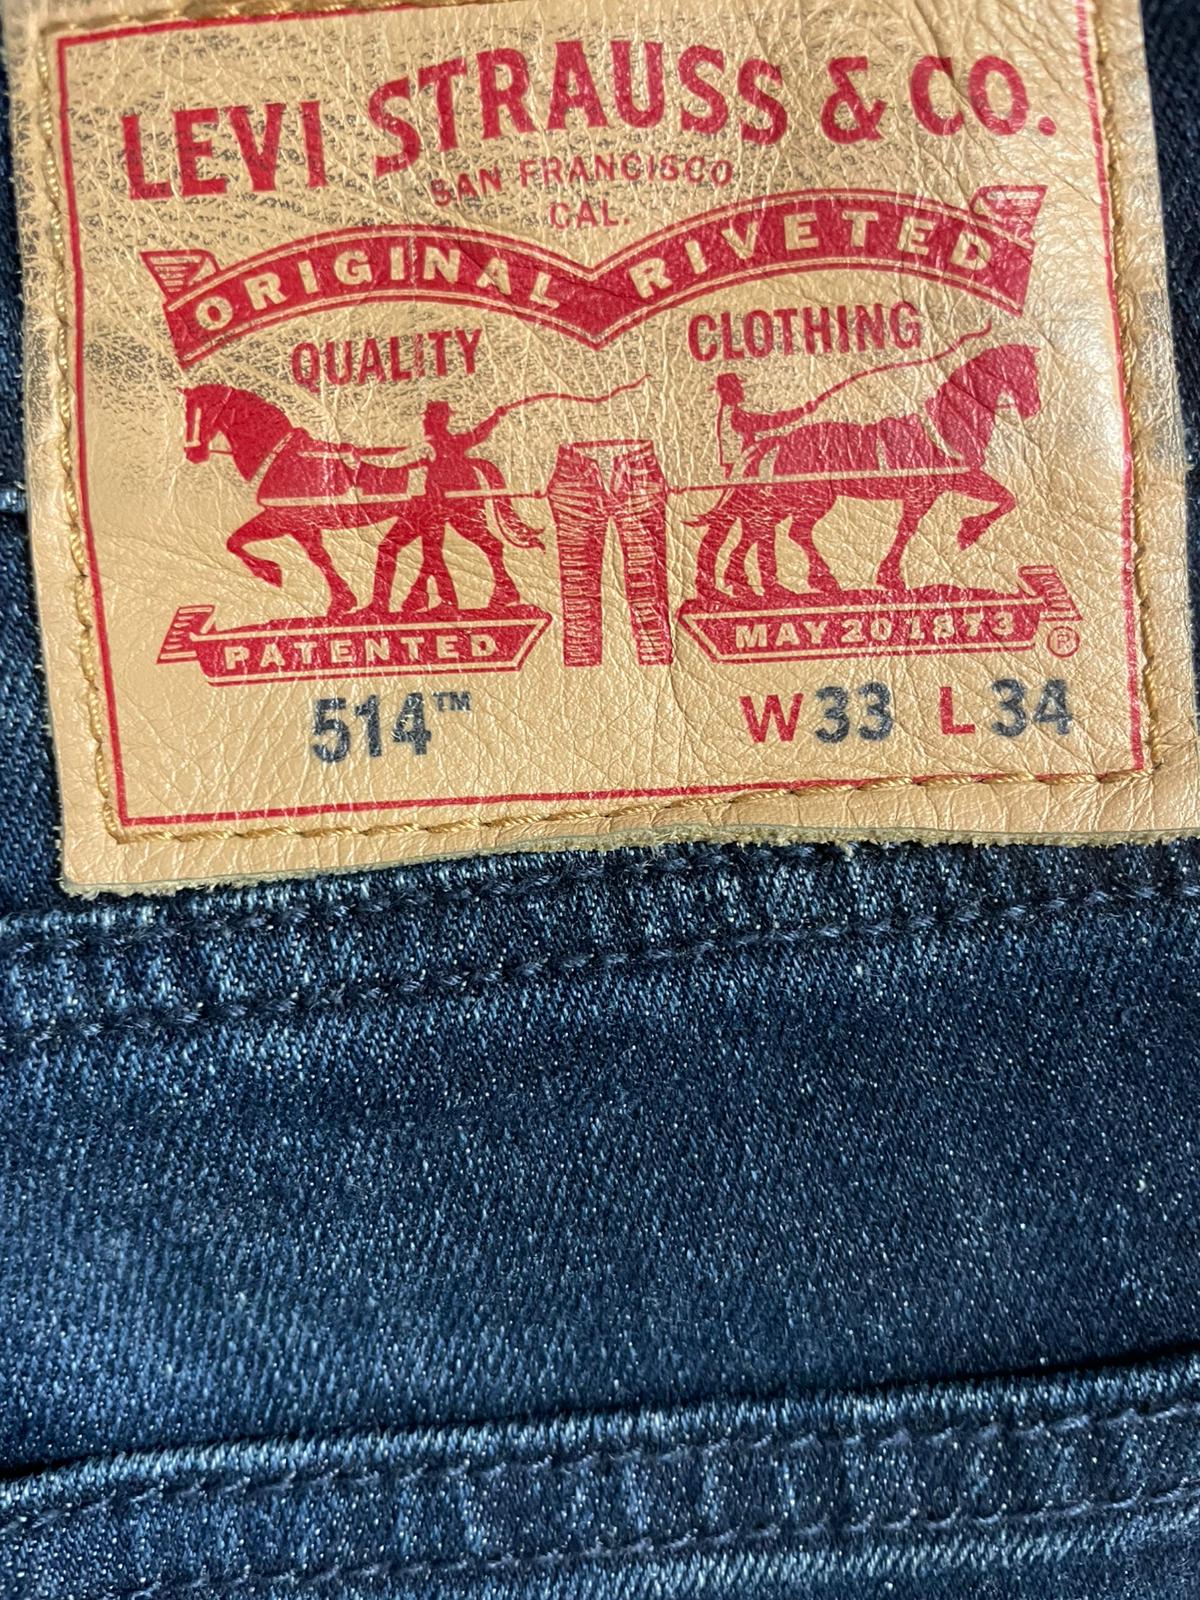 LEVI STRAUSS & CO.
SAN FRANCISCO
CAL.
ORIGINAL RIVETED
QUALITY CLOTHING
PATENTED MAY 20 1873 ®
514™ W33 L34